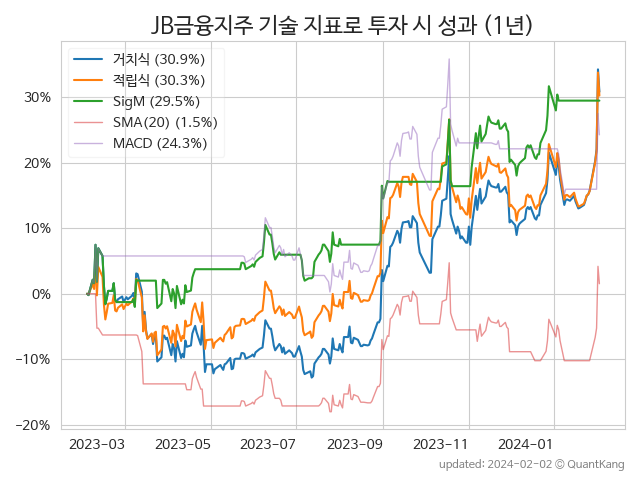 JB금융지주 기술 지표로 투자 시 성과 (1년)
거치식 (30.9%)
적립식 (30.3%)
SigM (29.5%)
SMA(20) (1.5%)
MACD (24.3%)
30%
20%
10%
0%
−10%
−20%
2023−03 2023−05 2023−07 2023−09 2023−11 2024−01
updated: 2024−02−02 © QuantKang